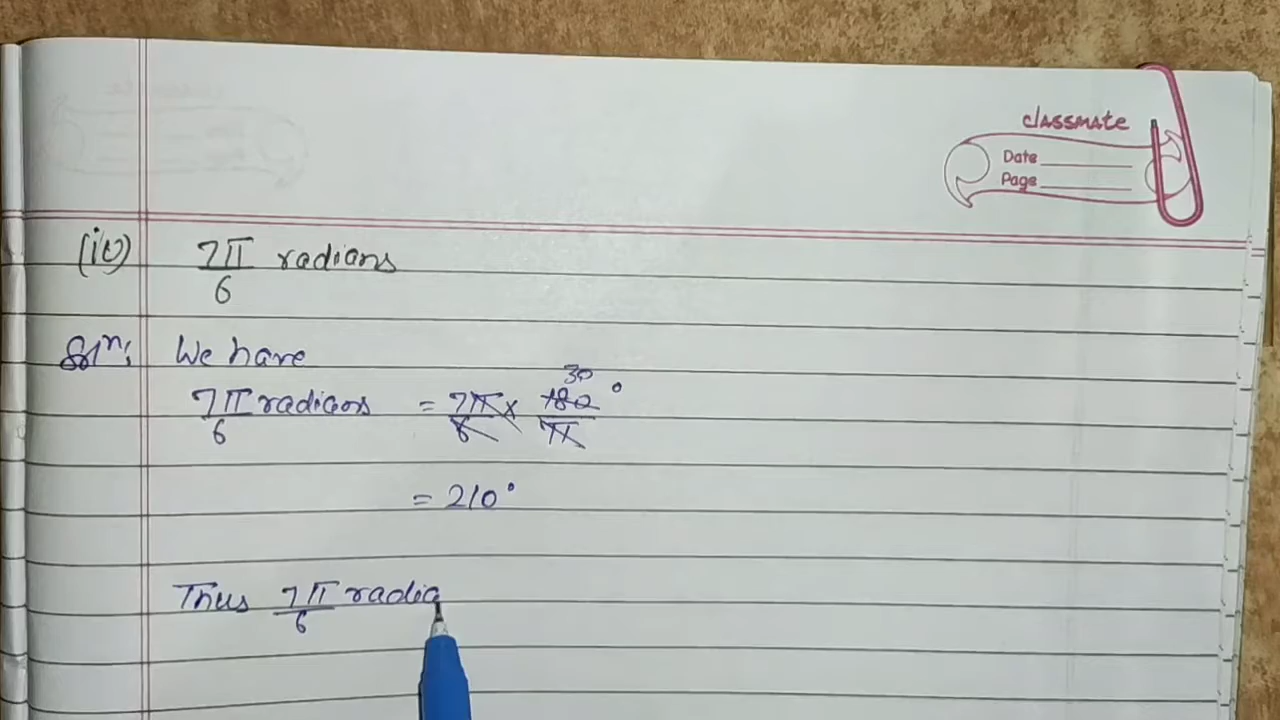 classmate
Date
Page
(iv) 7π/6 radians
Solⁿ: We have
7π/6 radians = 7π/6 × 180/π °
30
= 210°
Thus 7π/6 radia